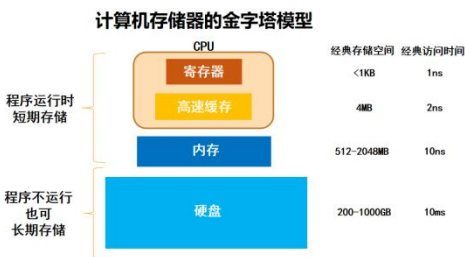 计算机存储器的金字塔模型
CPU
经典存储空间 经典访问时间
寄存器
<1KB 1ns
程序运行时
短期存储
高速缓存
4MB 2ns
内存
512-2048MB 10ns
程序不运行
也可
长期存储
硬盘
200-1000GB 10ms